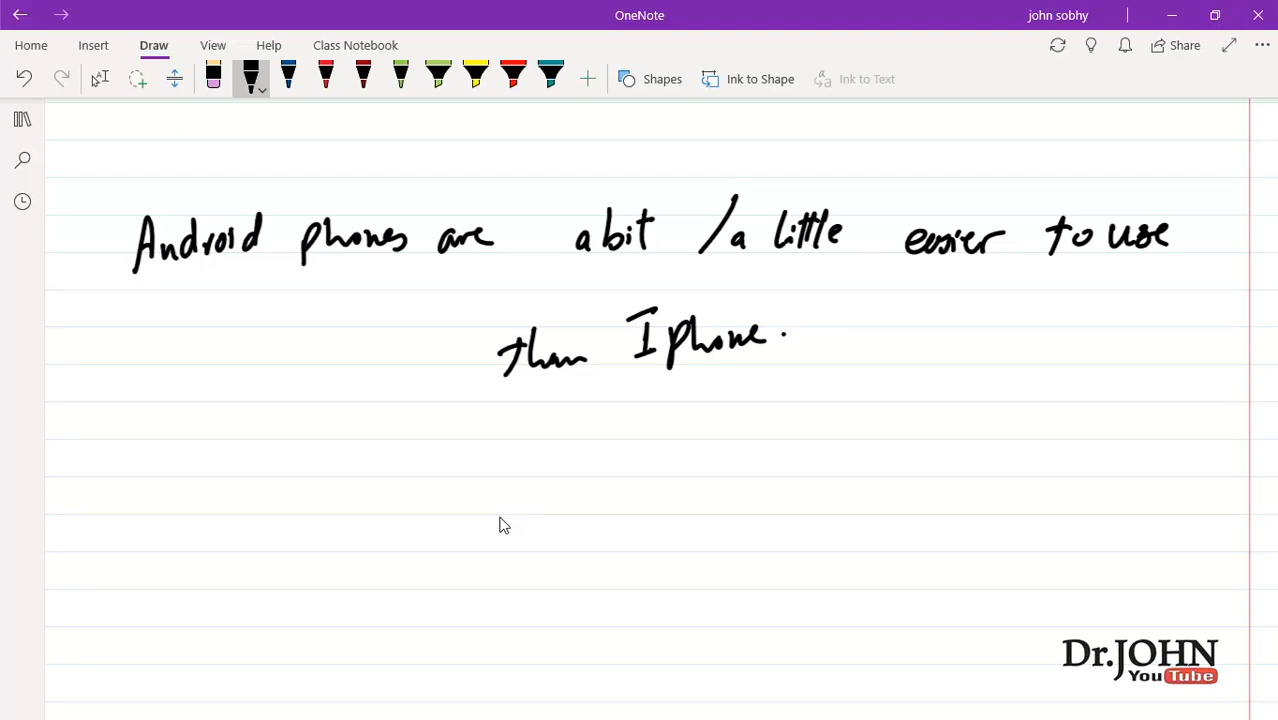 OneNote
john sobhy
Home Insert Draw View Help Class Notebook Share
Shapes Ink to Shape Ink to Text
Android phones are a bit / a little easier to use
than I phone.
Dr.JOHN
YouTube